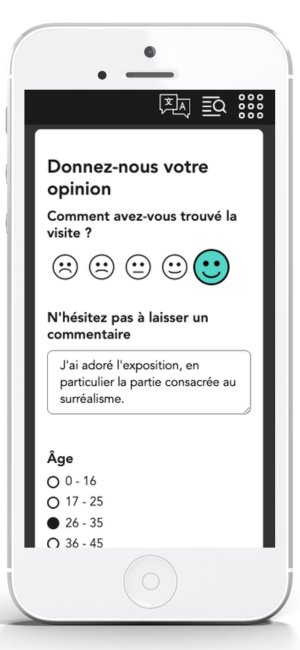 文 A
Donnez-nous votre
opinion
Comment avez-vous trouvé la
visite ?
N'hésitez pas à laisser un
commentaire
J'ai adoré l'exposition, en
particulier la partie consacrée au
surréalisme.
Âge
0 - 16
17 - 25
26 - 35
36 - 45